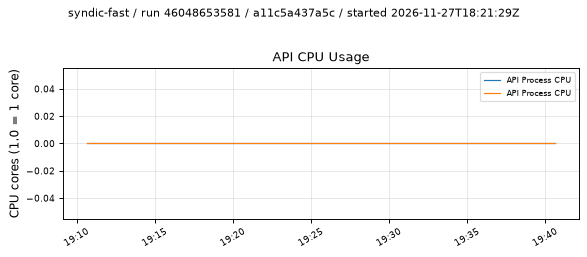 syndic-fast / run 46048653581 / a11c5a437a5c / started 2026-11-27T18:21:29Z
API CPU Usage
CPU cores (1.0 = 1 core)
0.04
0.02
0.00
−0.02
−0.04
API Process CPU
API Process CPU
19:10
19:15
19:20
19:25
19:30
19:35
19:40